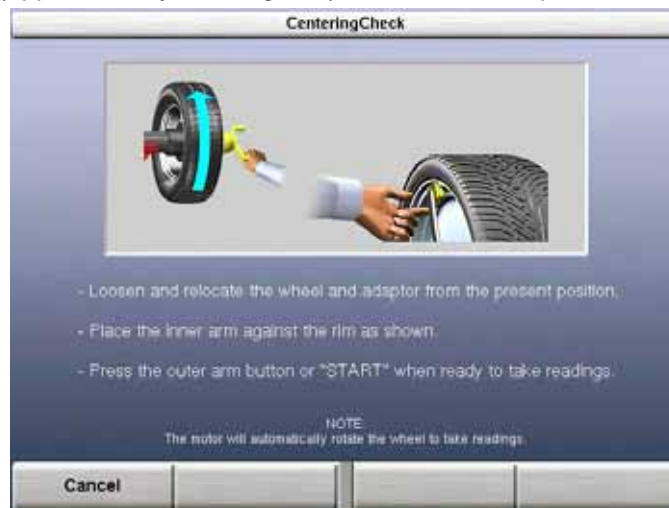 CenteringCheck
- Loosen and relocate the wheel and adaptor from the present position.
- Place the inner arm against the rim as shown.
- Press the outer arm button or "START" when ready to take readings.
NOTE
The motor will automatically rotate the wheel to take readings.
Cancel